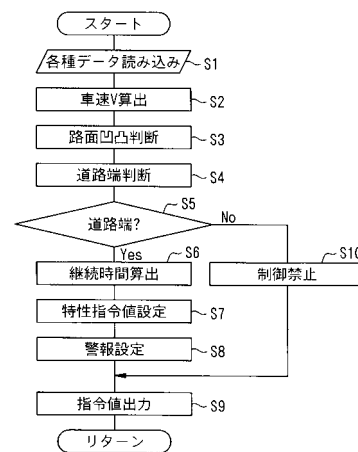 スタート
各種データ読み込み S1
車速V算出 S2
路面凹凸判断 S3
道路端判断 S4
道路端? S5
No
Yes
継続時間算出 S6
制御禁止 S10
特性指令値設定 S7
警報設定 S8
指令値出力 S9
リターン